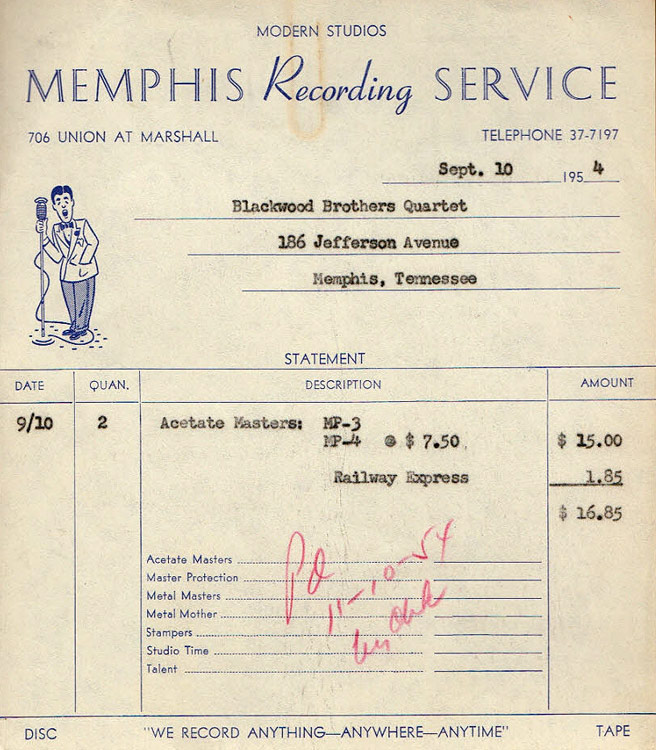 MODERN STUDIOS
MEMPHIS Recording SERVICE
706 UNION AT MARSHALL TELEPHONE 37-7197
Sept. 10 1954
Blackwood Brothers Quartet
186 Jefferson Avenue
Memphis, Tennessee
STATEMENT
DATE QUAN. DESCRIPTION AMOUNT
9/10 2 Acetate Masters: MP-3
MP-4 @ $ 7.50 $ 15.00
Railway Express 1.85
$ 16.85
Pd
11-10-54
Acetate Masters
Master Protection
Metal Masters
Metal Mother
Stampers
Studio Time
Talent
DISC "WE RECORD ANYTHING—ANYWHERE—ANYTIME" TAPE